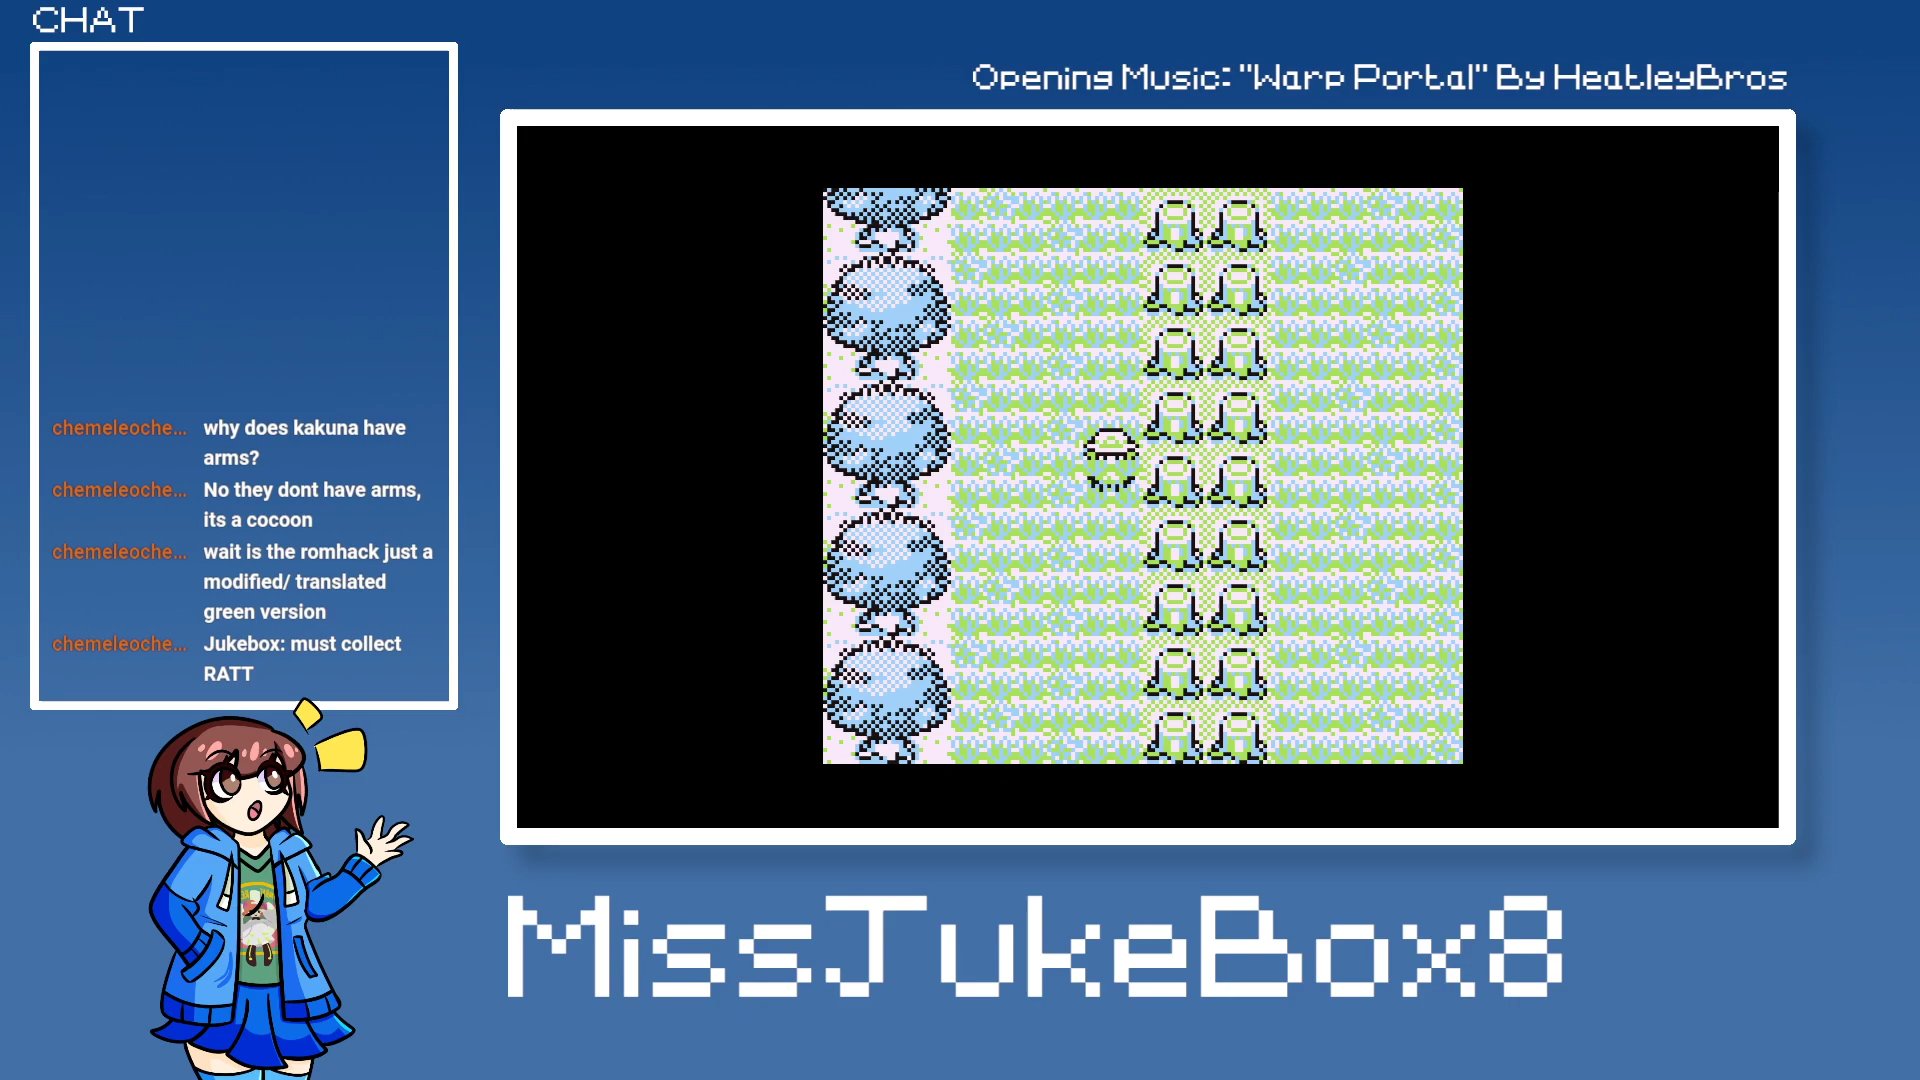 CHAT
Opening Music: "Warp Portal" By HeatleyBros
chemeleoche... why does kakuna have
arms?
chemeleoche... No they dont have arms,
its a cocoon
chemeleoche... wait is the romhack just a
modified/ translated
green version
chemeleoche... Jukebox: must collect
RATT
MissJukeBox8